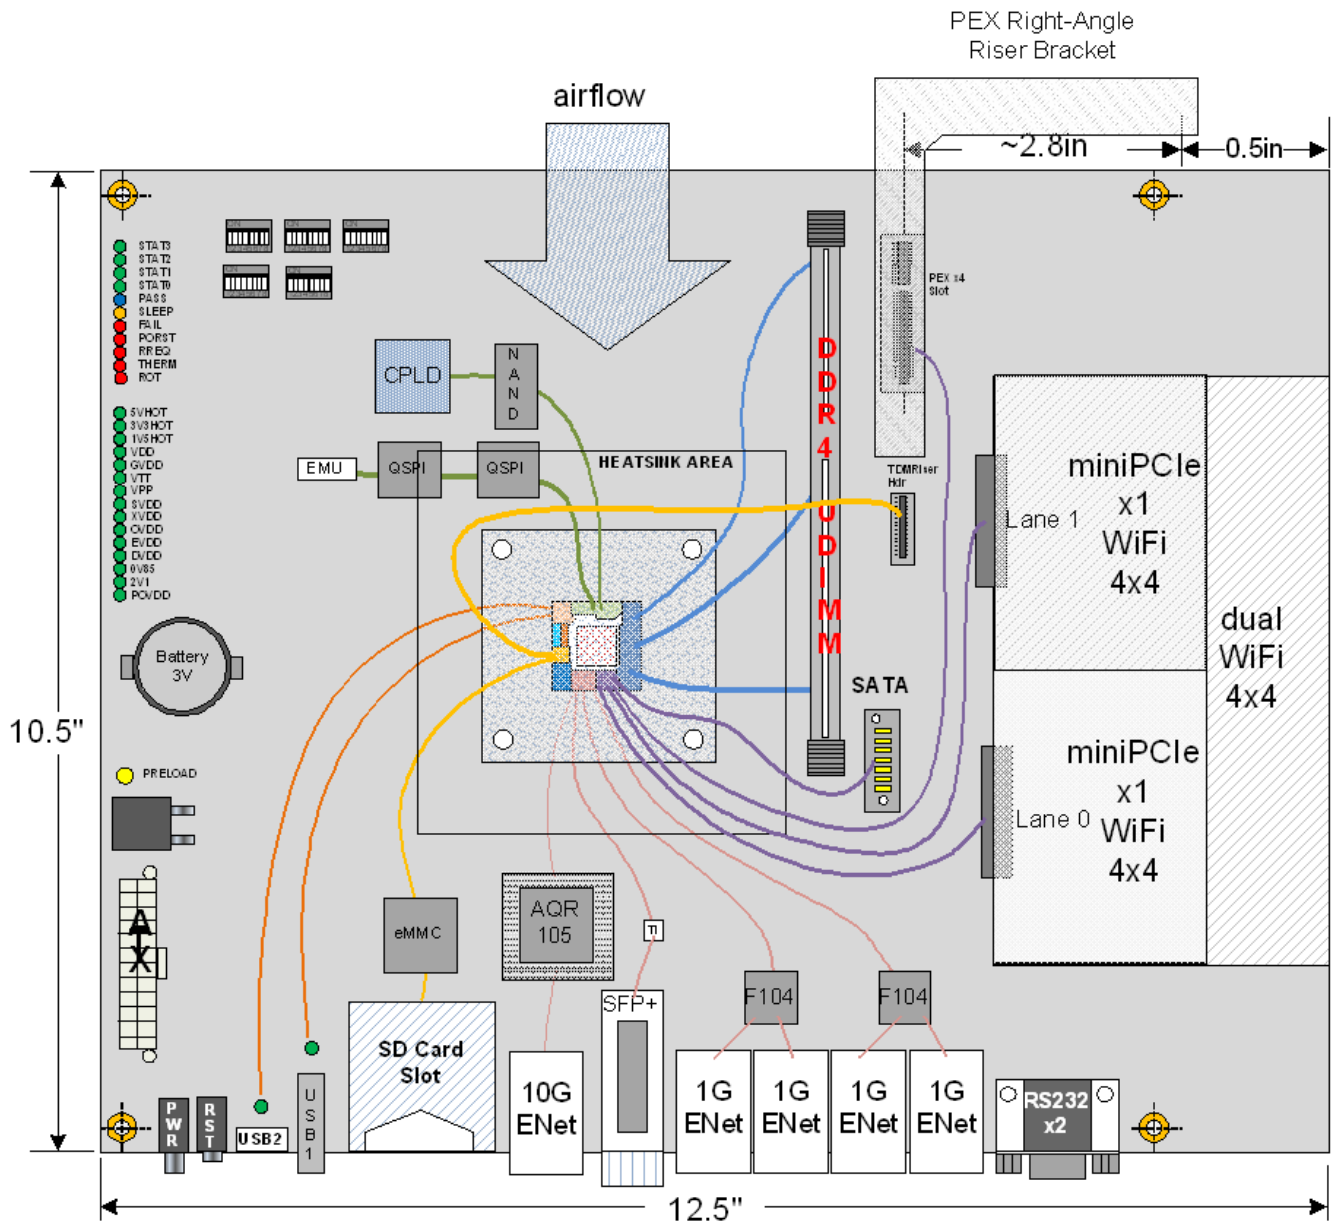 PEX Right-Angle
Riser Bracket
airflow
~2.8in
0.5in
STAT3
STAT2
STAT1
STAT0
PASS
SLEEP
FAIL
PORST
RREQ
THERM
ROT
PEX x4
Slot
CPLD
NAND
DDR4 UDIMM
5VHOT
3V3HOT
1V5HOT
VDD
GVDD
VTT
VPP
SVDD
XVDD
OVDD
EVDD
DVDD
0V85
2V1
POVDD
EMU
QSPI
QSPI
HEATSINK AREA
TDMRiser
Hdr
Lane 1
miniPCIe
x1
WiFi
4x4
dual
WiFi
4x4
Battery
3V
SATA
10.5"
PRELOAD
Lane 0
miniPCIe
x1
WiFi
4x4
ATX
eMMC
AQR
105
F104
F104
SFP+
SD Card
Slot
10G
ENet
1G
ENet
1G
ENet
1G
ENet
1G
ENet
RS232
x2
PWR
RST
USB2
USB1
12.5"